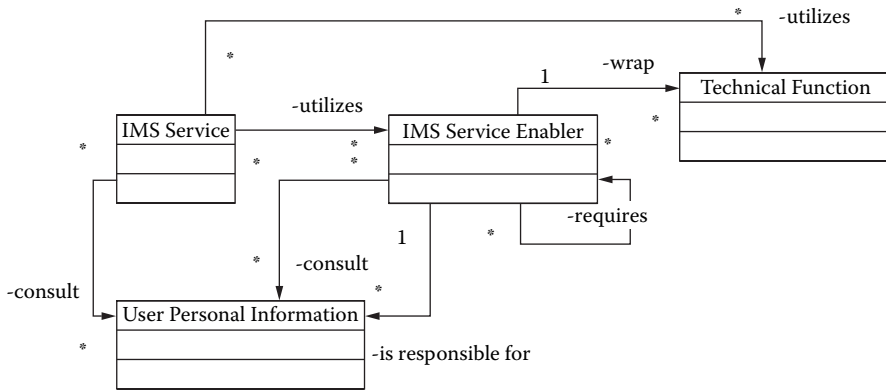 *
-utilizes
*
-wrap
1
Technical Function
-utilizes
IMS Service
IMS Service Enabler
*
*
*
*
*
*
-requires
1
*
*
-consult
-consult
*
User Personal Information
*
-is responsible for